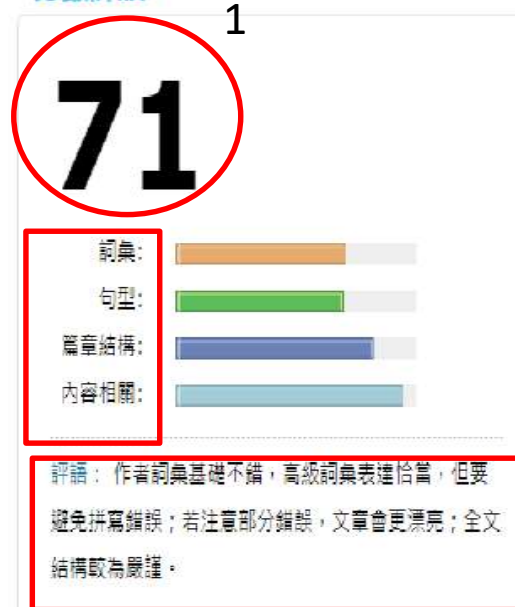 1
71
詞彙:
句型:
篇章結構:
內容相關:
評語： 作者詞彙基礎不錯，高級詞彙表達恰當，但要
避免拼寫錯誤；若注意部分錯誤，文章會更漂亮；全文
結構較為嚴謹。